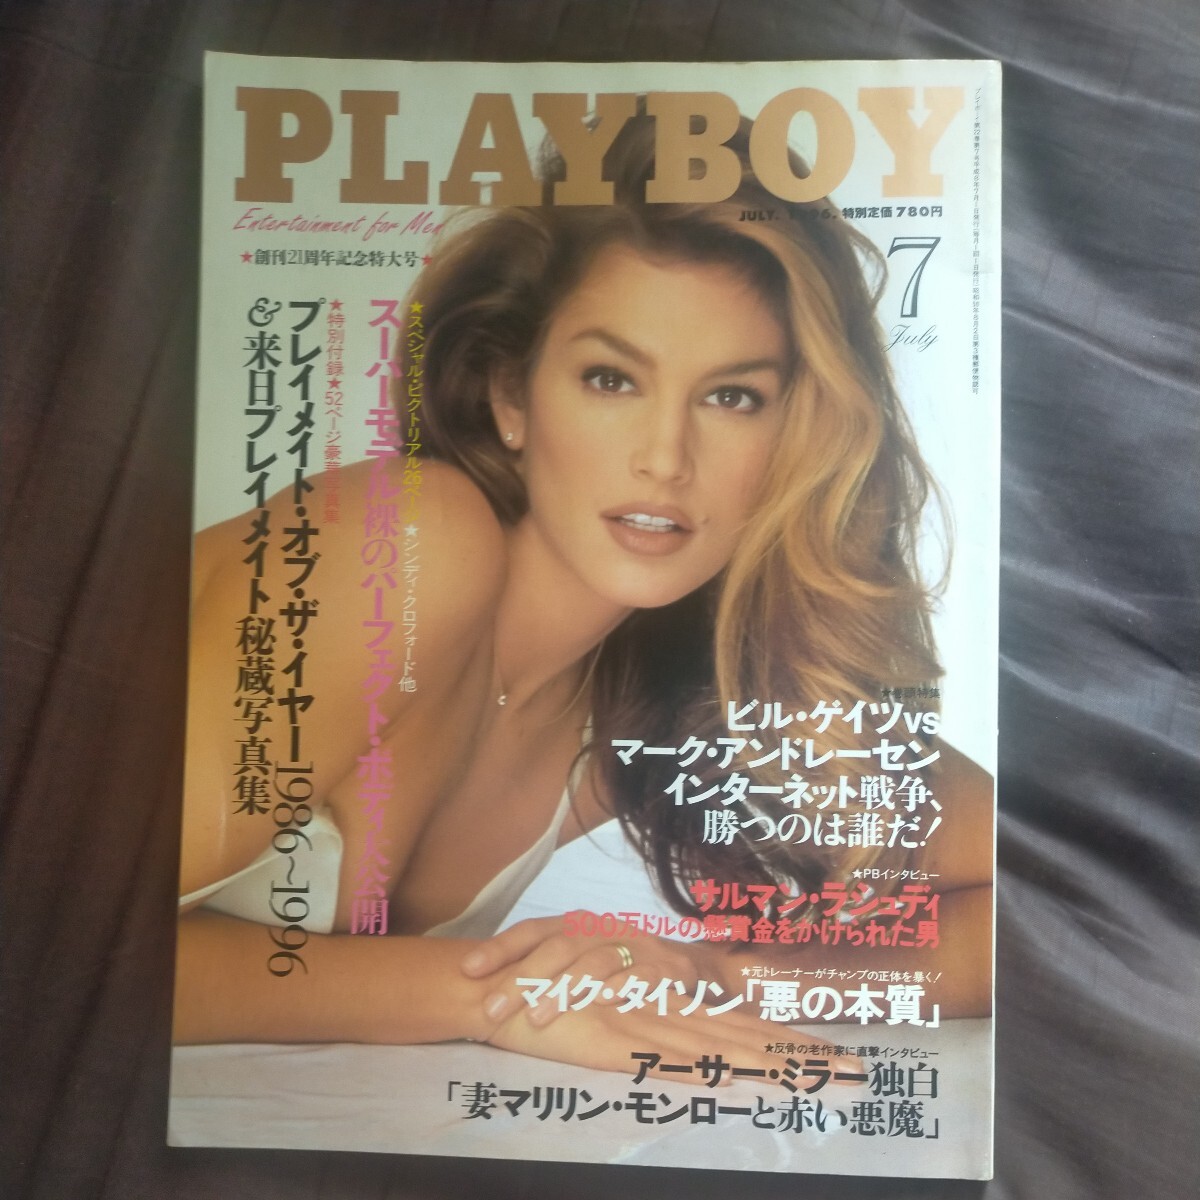 PLAYBOY
Entertainment for Men
JULY. 1996. 特別定価780円
★創刊21周年記念特大号★
7
July
★スペシャル・ピクトリアル26ページ★シンディ・クロフォード他
スーパーモデル裸のパーフェクト・ボディ大公開
★特別付録★52ページ豪華写真集
プレイメイト・オブ・ザ・イヤー1986~1996
&来日プレイメイト秘蔵写真集
★巻頭特集
ビル・ゲイツvs
マーク・アンドレーセン
インターネット戦争、
勝つのは誰だ!
★PBインタビュー
サルマン・ラシュディ
500万ドルの懸賞金をかけられた男
★元トレーナーがチャンプの正体を暴く!
マイク・タイソン「悪の本質」
★反骨の老作家に直撃インタビュー
アーサー・ミラー独白
「妻マリリン・モンローと赤い悪魔」